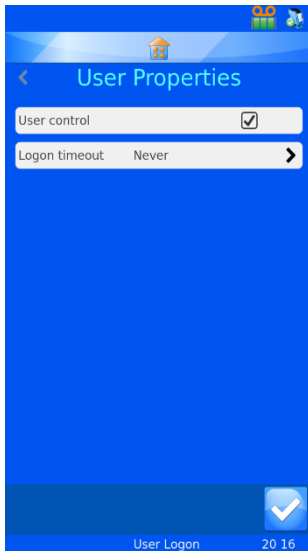 User Properties
User control
Logon timeout Never
User Logon 20 16